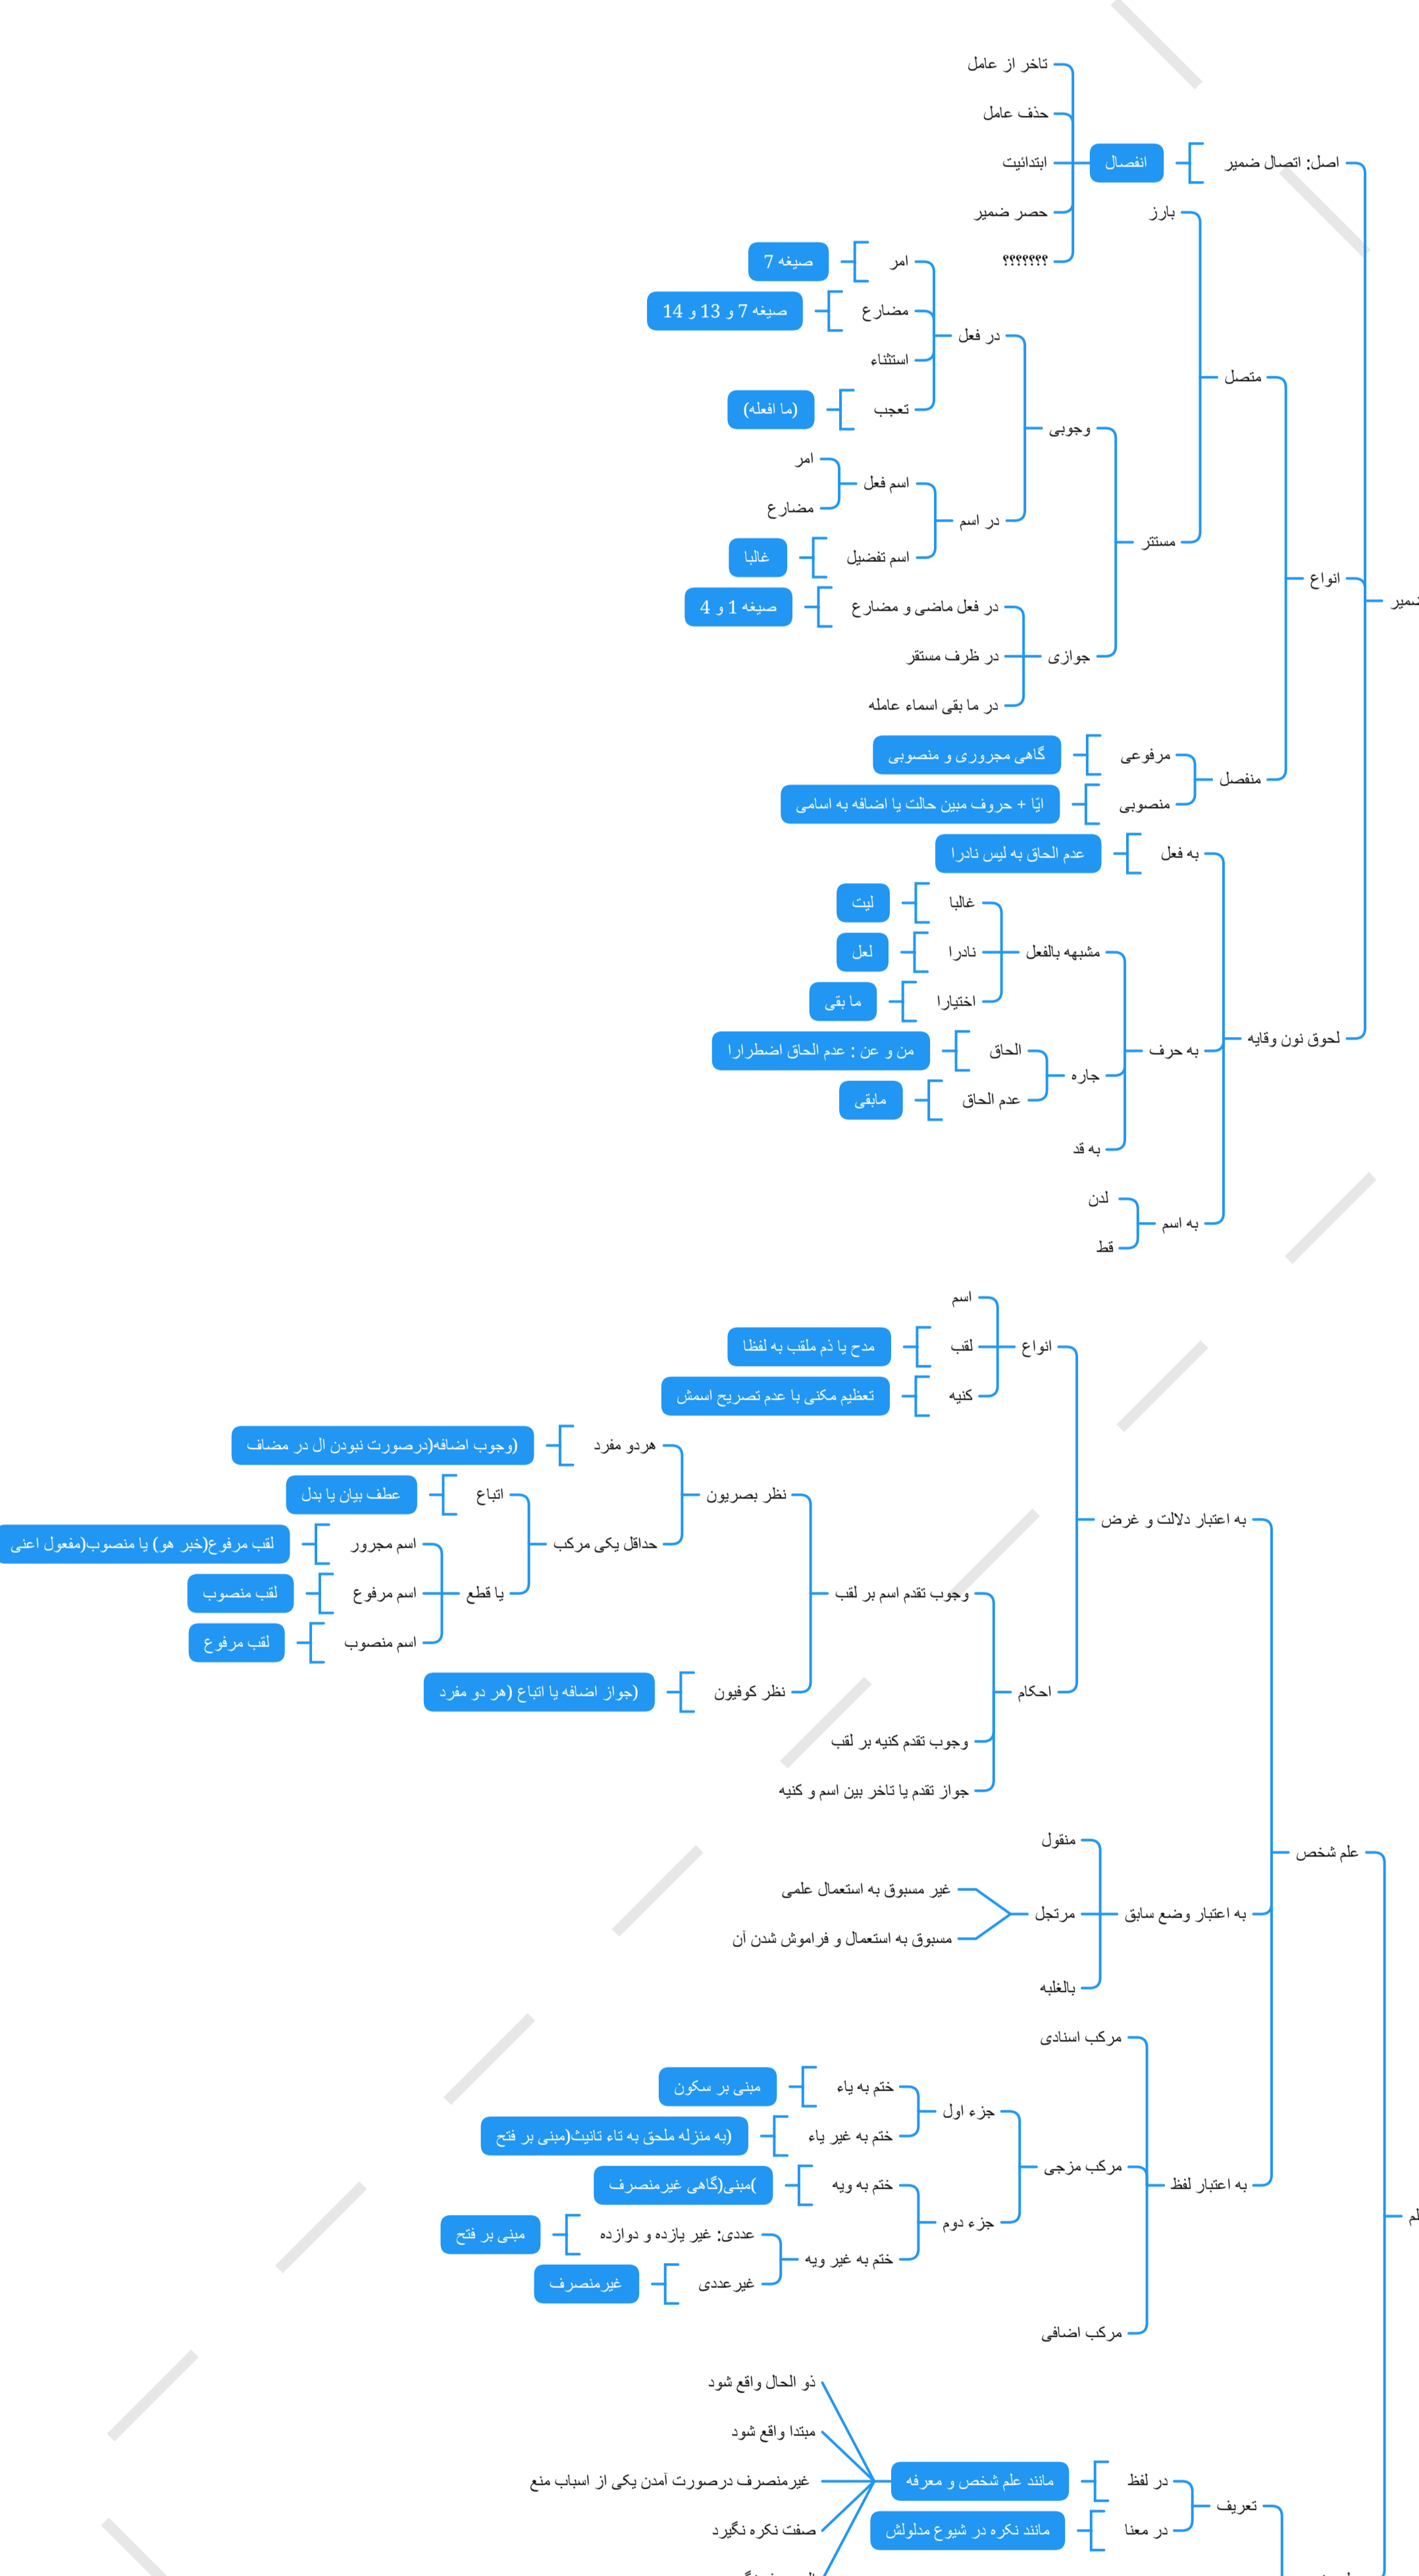 ضمیر
اصل: اتصال ضمیر
انفصال
تاخر از عامل
حذف عامل
ابتدائیت
حصر ضمیر
؟؟؟؟؟؟؟
انواع
متصل
بارز
مستتر
وجوبی
در فعل
امر
صیغه 7
مضارع
صیغه 7 و 13 و 14
استثناء
تعجب
(ما افعله)
در اسم
اسم فعل
امر
مضارع
اسم تفضیل
غالبا
جوازی
در فعل ماضی و مضارع
صیغه 1 و 4
در ظرف مستقر
در ما بقی اسماء عامله
منفصل
مرفوعی
گاهی مجروری و منصوبی
منصوبی
ایّا + حروف مبین حالت یا اضافه به اسامی
لحوق نون وقایه
به فعل
عدم الحاق به لیس نادرا
به حرف
مشبهه بالفعل
غالبا
لیت
نادرا
لعل
اختیارا
ما بقی
جاره
الحاق
من و عن : عدم الحاق اضطرارا
عدم الحاق
مابقی
به قد
به اسم
لدن
قط
علم شخص
به اعتبار دلالت و غرض
انواع
اسم
لقب
مدح یا ذم ملقب به لفظا
کنیه
تعظیم مکنی با عدم تصریح اسمش
احکام
وجوب تقدم اسم بر لقب
نظر بصریون
هردو مفرد
(وجوب اضافه(درصورت نبودن ال در مضاف
حداقل یکی مرکب
اتباع
عطف بیان یا بدل
یا قطع
اسم مجرور
لقب مرفوع(خبر هو) یا منصوب(مفعول اعنی
اسم مرفوع
لقب منصوب
اسم منصوب
لقب مرفوع
نظر کوفیون
(جواز اضافه یا اتباع (هر دو مفرد
وجوب تقدم کنیه بر لقب
جواز تقدم یا تاخر بین اسم و کنیه
به اعتبار وضع سابق
منقول
مرتجل
غیر مسبوق به استعمال علمی
مسبوق به استعمال و فراموش شدن آن
بالغلبه
به اعتبار لفظ
مرکب اسنادی
مرکب مزجی
جزء اول
ختم به یاء
مبنی بر سکون
ختم به غیر یاء
(به منزله ملحق به تاء تانیث(مبنی بر فتح
جزء دوم
ختم به ویه
)مبنی(گاهی غیرمنصرف
ختم به غیر ویه
عددی: غیر یازده و دوازده
مبنی بر فتح
غیرعددی
غیرمنصرف
مرکب اضافی
تعریف
در لفظ
مانند علم شخص و معرفه
ذو الحال واقع شود
مبتدا واقع شود
غیرمنصرف درصورت آمدن یکی از اسباب منع
صفت نکره نگیرد
در معنا
مانند نکره در شیوع مدلولش